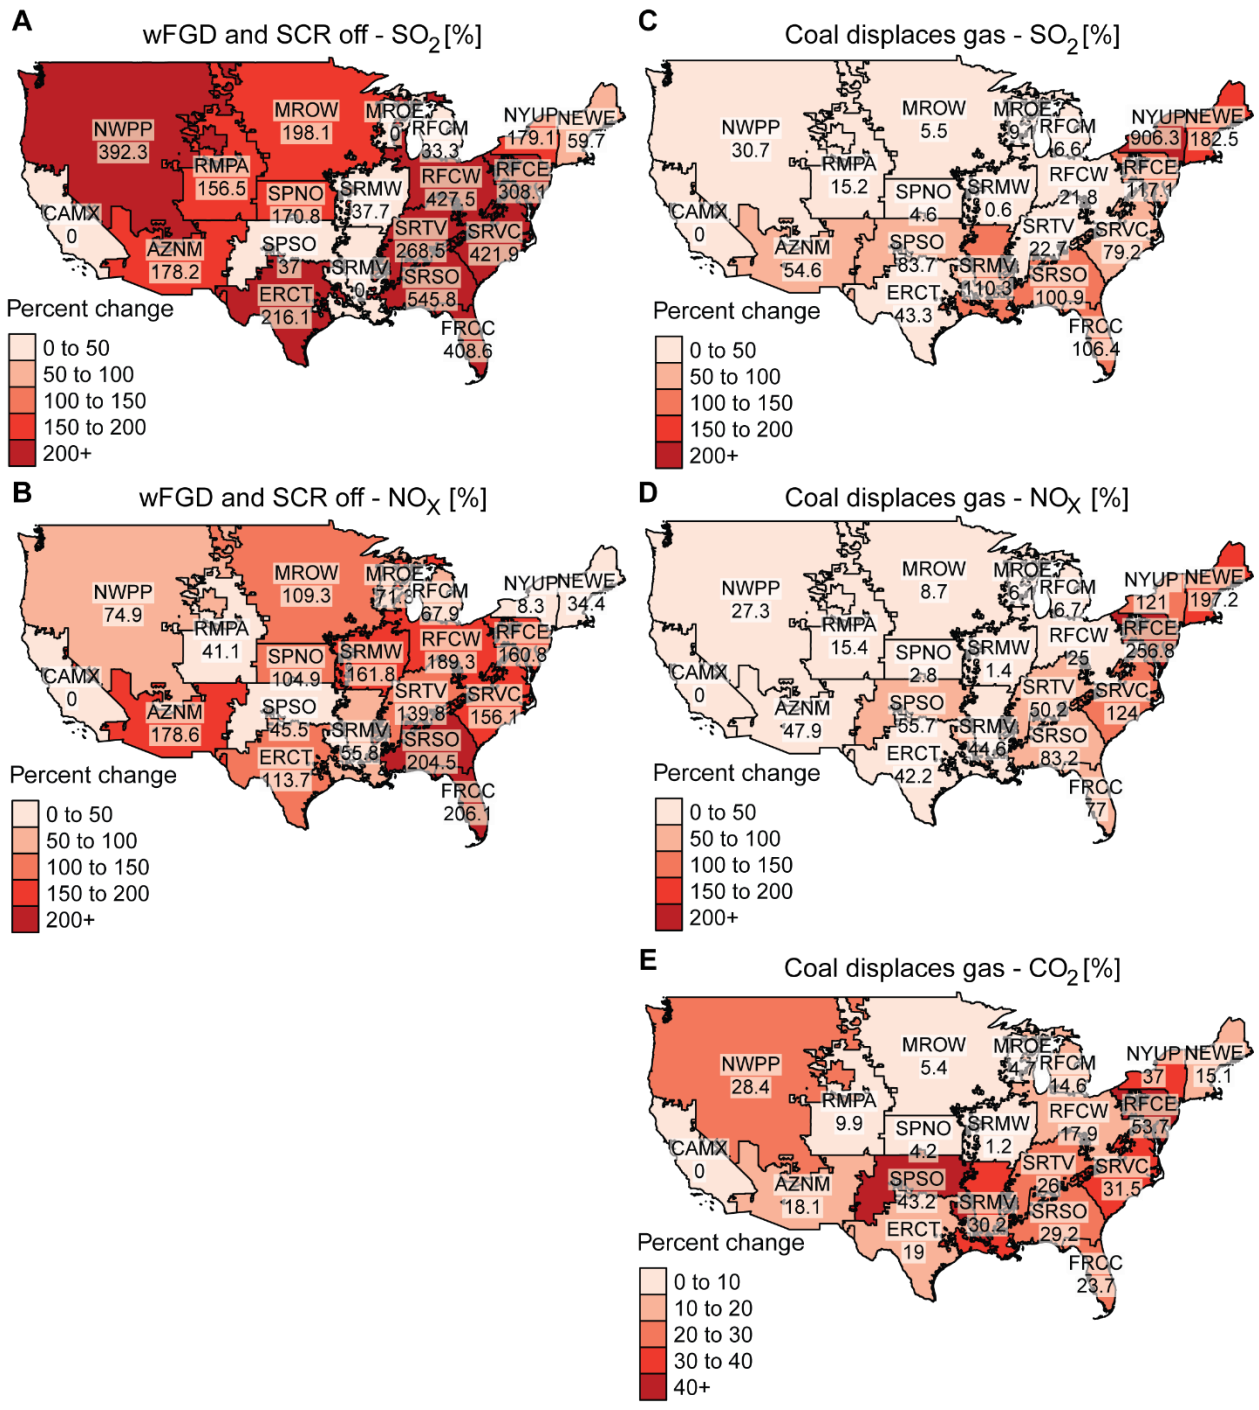 A
wFGD and SCR off - SO2 [%]
NWPP
392.3
MROW
198.1
MROE
0
RFCM
33.3
NYUP
179.1
NEWE
59.7
RMPA
156.5
SPNO
170.8
SRMW
37.7
RFCW
427.5
RFCE
308.1
CAMX
0
AZNM
178.2
SPSO
37
SRTV
268.5
SRVC
421.9
SRMV
0
SRSO
545.8
ERCT
216.1
FRCC
408.6
Percent change
0 to 50
50 to 100
100 to 150
150 to 200
200+
C
Coal displaces gas - SO2 [%]
NWPP
30.7
MROW
5.5
MROE
9.1
RFCM
6.6
NYUP
906.3
NEWE
182.5
RMPA
15.2
SPNO
4.6
SRMW
0.6
RFCW
21.8
RFCE
117.1
CAMX
0
AZNM
54.6
SPSO
83.7
SRTV
22.7
SRVC
79.2
SRMV
110.3
SRSO
100.9
ERCT
43.3
FRCC
106.4
Percent change
0 to 50
50 to 100
100 to 150
150 to 200
200+
B
wFGD and SCR off - NOX [%]
NWPP
74.9
MROW
109.3
MROE
71
RFCM
67.9
NYUP
8.3
NEWE
34.4
RMPA
41.1
SPNO
104.9
SRMW
161.8
RFCW
189.3
RFCE
160.8
CAMX
0
AZNM
178.6
SPSO
45.5
SRTV
139.8
SRVC
156.1
SRMV
55.8
SRSO
204.5
ERCT
113.7
FRCC
206.1
Percent change
0 to 50
50 to 100
100 to 150
150 to 200
200+
D
Coal displaces gas - NOX [%]
NWPP
27.3
MROW
8.7
MROE
6.1
RFCM
6.7
NYUP
121
NEWE
197.2
RMPA
15.4
SPNO
2.8
SRMW
1.4
RFCW
25
RFCE
256.8
CAMX
0
AZNM
47.9
SPSO
55.7
SRTV
50.2
SRVC
124
SRMV
44.6
SRSO
83.2
ERCT
42.2
FRCC
77
Percent change
0 to 50
50 to 100
100 to 150
150 to 200
200+
E
Coal displaces gas - CO2 [%]
NWPP
28.4
MROW
5.4
MROE
4.7
RFCM
14.6
NYUP
37
NEWE
15.1
RMPA
9.9
SPNO
4.2
SRMW
1.2
RFCW
17.9
RFCE
53.7
CAMX
0
AZNM
18.1
SPSO
43.2
SRTV
26
SRVC
31.5
SRMV
30.2
SRSO
29.2
ERCT
19
FRCC
23.7
Percent change
0 to 10
10 to 20
20 to 30
30 to 40
40+